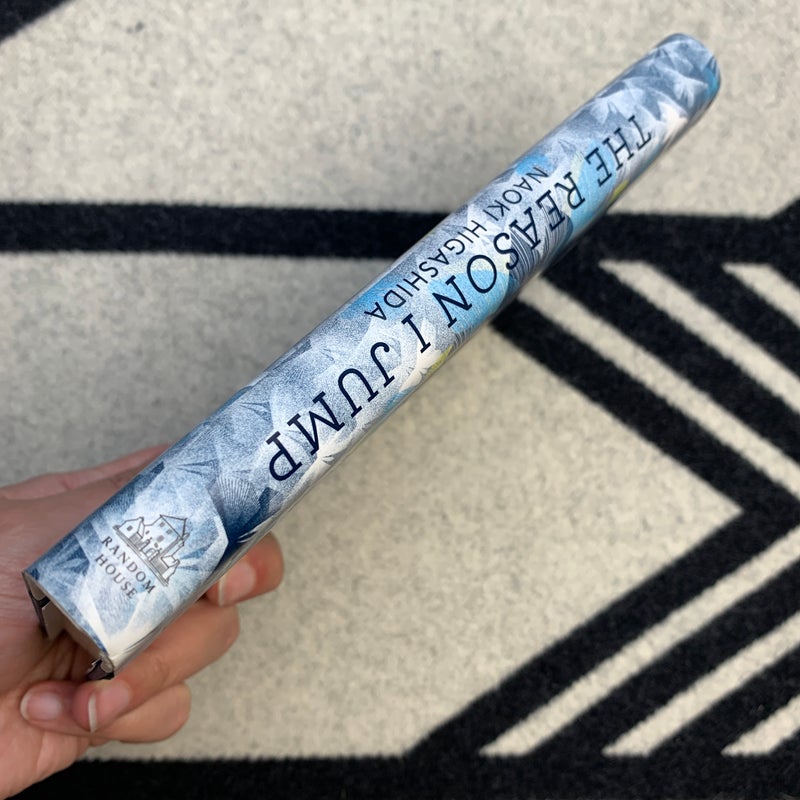 THE REASON I JUMP
NAOKI HIGASHIDA
RANDOM
HOUSE